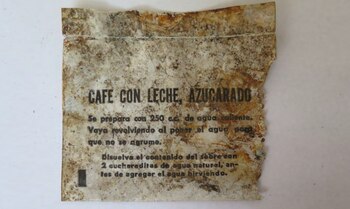 CAFE CON LECHE, AZUCARADO
Se prepara con 250 c.c. de agua caliente.
Vaya revolviendo al poner el agua para
que no se agrume.
Disuelva el contenido del sobre con
2 cucharaditas de agua natural, an-
tes de agregar el agua hirviendo.